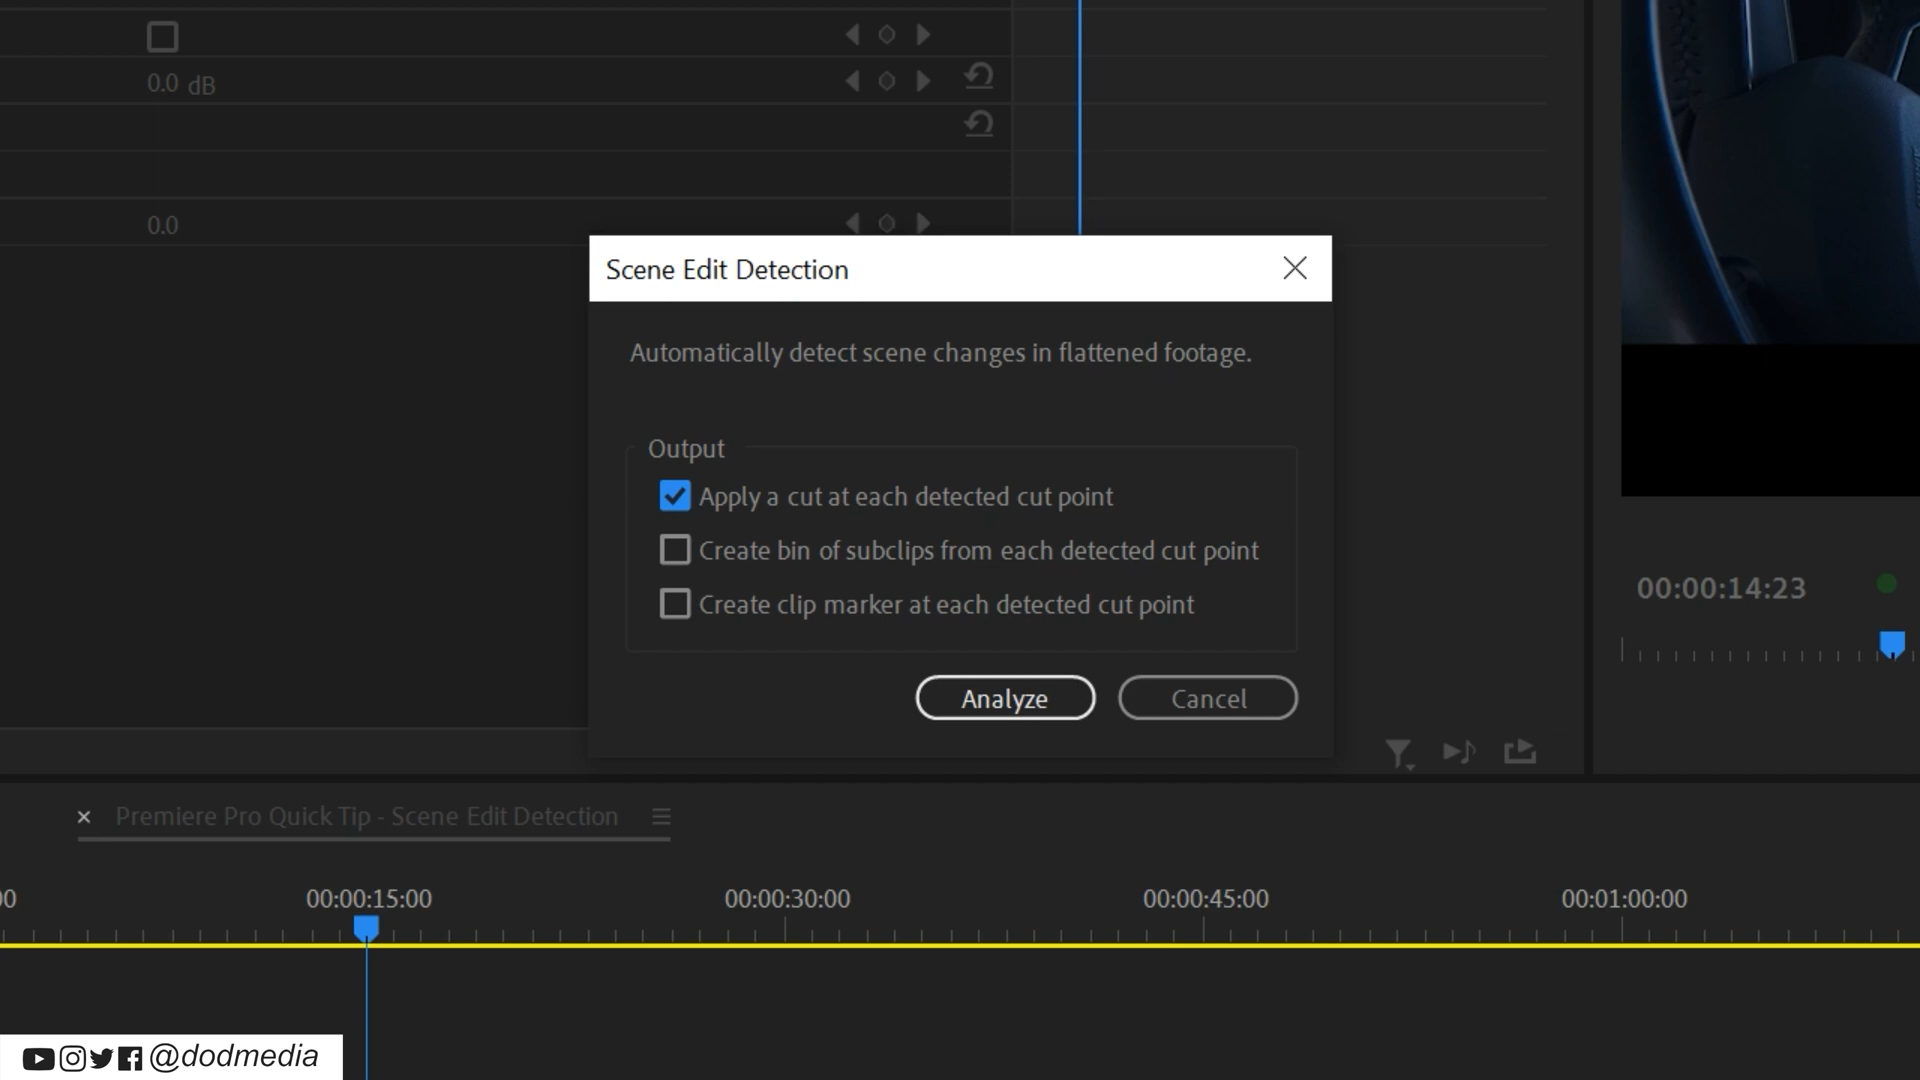 0.0 dB
0.0
Scene Edit Detection
Automatically detect scene changes in flattened footage.
Output
Apply a cut at each detected cut point
Create bin of subclips from each detected cut point
Create clip marker at each detected cut point
Analyze
Cancel
00:00:14:23
Premiere Pro Quick Tip - Scene Edit Detection
00
00:00:15:00
00:00:30:00
00:00:45:00
00:01:00:00
@dodmedia